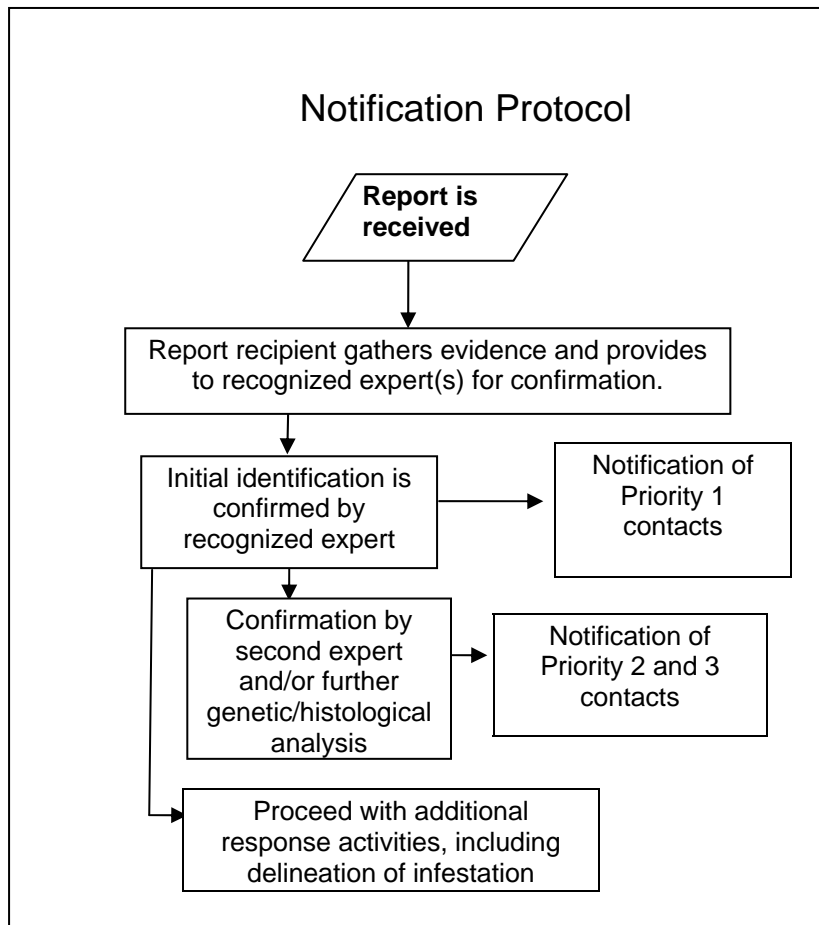 Notification Protocol
Report is
received
Report recipient gathers evidence and provides
to recognized expert(s) for confirmation.
Initial identification is
confirmed by
recognized expert
Notification of
Priority 1
contacts
Confirmation by
second expert
and/or further
genetic/histological
analysis
Notification of
Priority 2 and 3
contacts
Proceed with additional
response activities, including
delineation of infestation